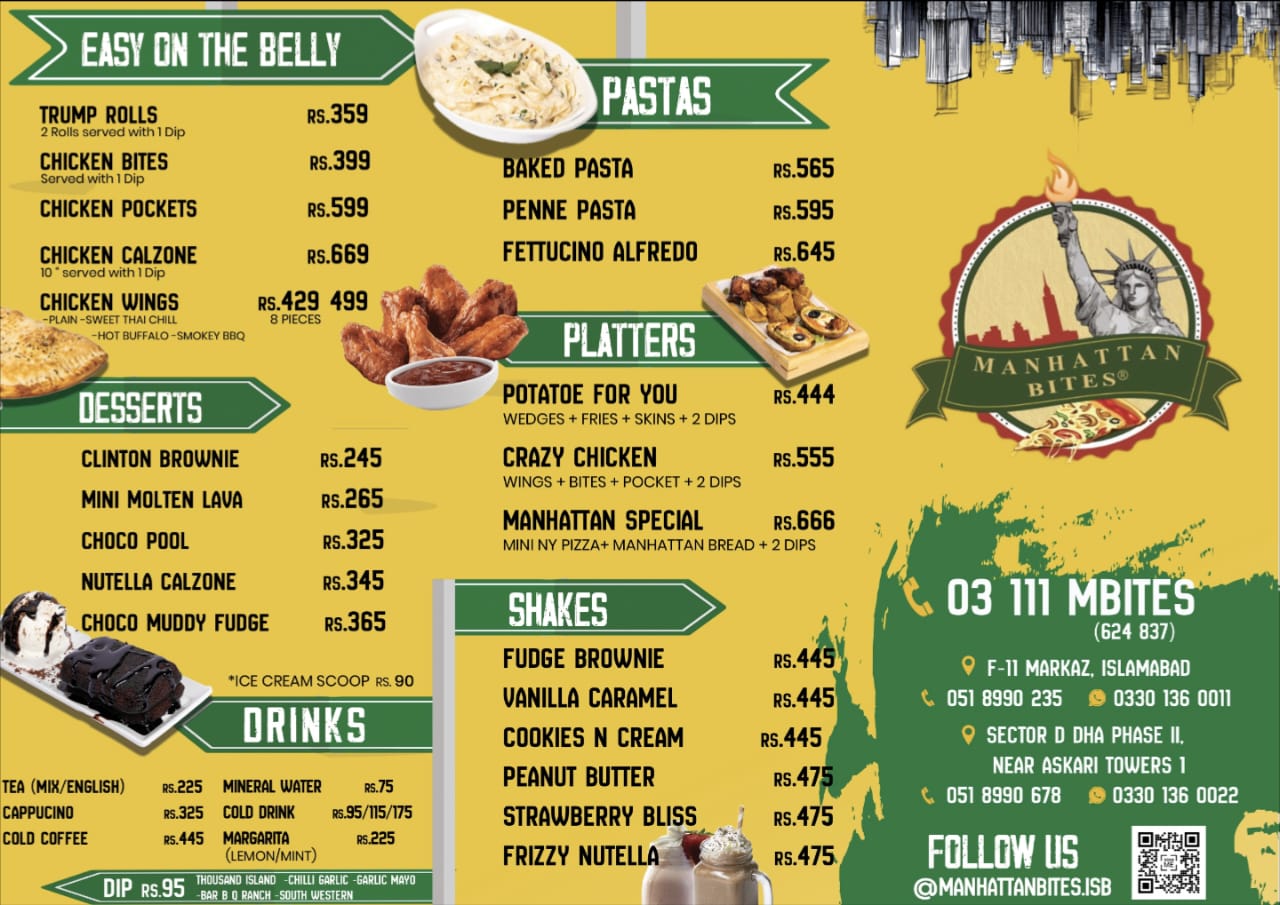 EASY ON THE BELLY
TRUMP ROLLS RS.359
2 Rolls served with 1 Dip
CHICKEN BITES RS.399
Served with 1 Dip
CHICKEN POCKETS RS.599
CHICKEN CALZONE RS.669
10 " served with 1 Dip
CHICKEN WINGS RS.429 499
-PLAIN -SWEET THAI CHILL 8 PIECES
-HOT BUFFALO -SMOKEY BBQ
DESSERTS
CLINTON BROWNIE RS.245
MINI MOLTEN LAVA RS.265
CHOCO POOL RS.325
NUTELLA CALZONE RS.345
CHOCO MUDDY FUDGE RS.365
*ICE CREAM SCOOP RS. 90
DRINKS
TEA (MIX/ENGLISH) RS.225 MINERAL WATER RS.75
CAPPUCINO RS.325 COLD DRINK RS.95/115/175
COLD COFFEE RS.445 MARGARITA RS.225
(LEMON/MINT)
DIP RS.95 THOUSAND ISLAND -CHILLI GARLIC -GARLIC MAYO
-BAR B Q RANCH -SOUTH WESTERN
PASTAS
BAKED PASTA RS.565
PENNE PASTA RS.595
FETTUCINO ALFREDO RS.645
PLATTERS
POTATOE FOR YOU RS.444
WEDGES + FRIES + SKINS + 2 DIPS
CRAZY CHICKEN RS.555
WINGS + BITES + POCKET + 2 DIPS
MANHATTAN SPECIAL RS.666
MINI NY PIZZA+ MANHATTAN BREAD + 2 DIPS
SHAKES
FUDGE BROWNIE RS.445
VANILLA CARAMEL RS.445
COOKIES N CREAM RS.445
PEANUT BUTTER RS.475
STRAWBERRY BLISS RS.475
FRIZZY NUTELLA RS.475
MANHATTAN
BITES®
03 111 MBITES
(624 837)
F-11 MARKAZ, ISLAMABAD
051 8990 235 0330 136 0011
SECTOR D DHA PHASE II,
NEAR ASKARI TOWERS 1
051 8990 678 0330 136 0022
FOLLOW US
@MANHATTANBITES.ISB